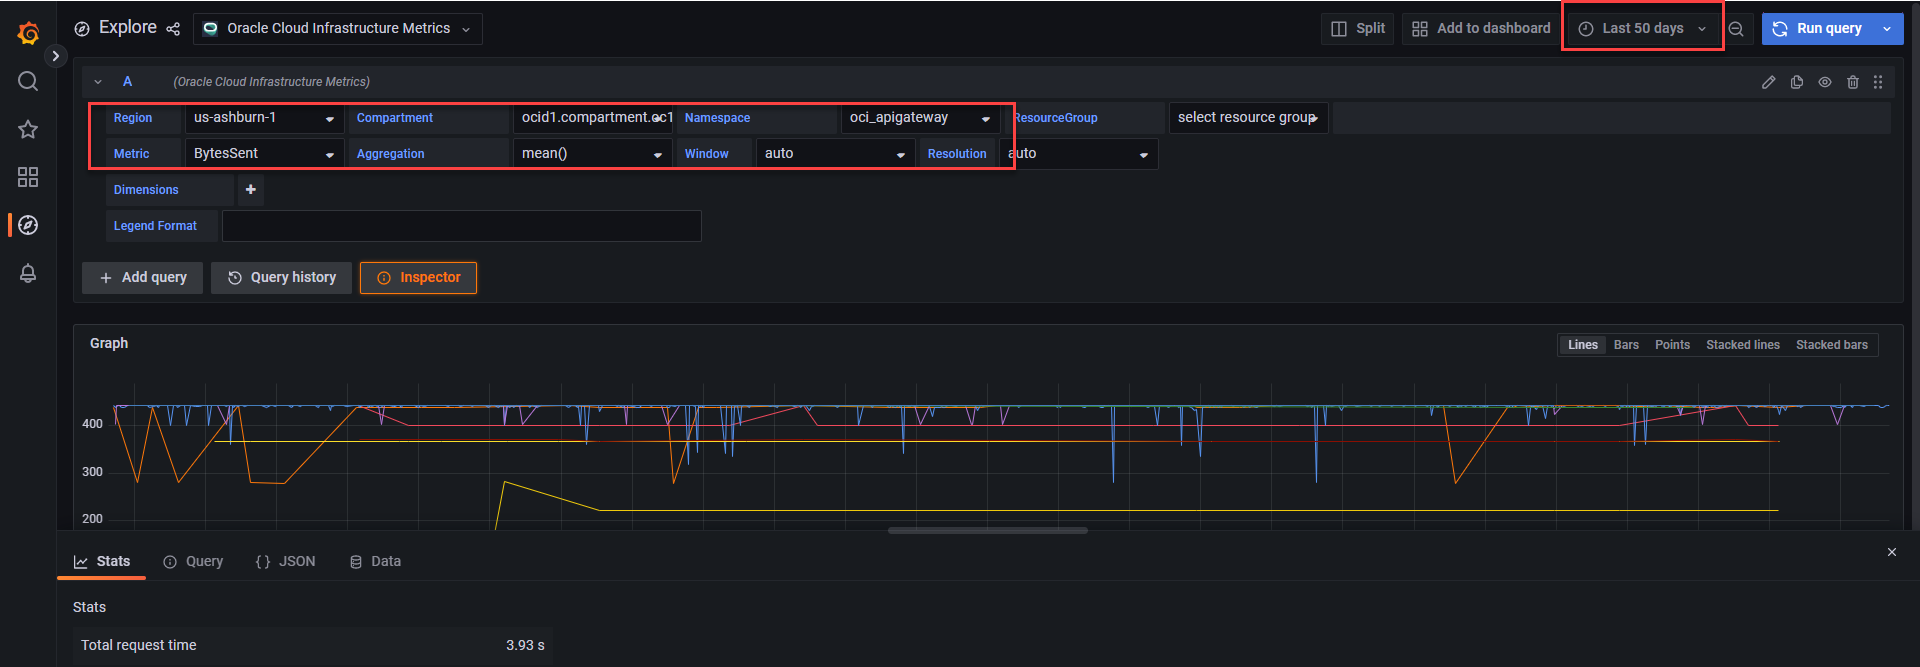 Explore
Oracle Cloud Infrastructure Metrics
Split
Add to dashboard
Last 50 days
Run query
A
(Oracle Cloud Infrastructure Metrics)
Region
us-ashburn-1
Compartment
ocid1.compartment.oc1
Namespace
oci_apigateway
ResourceGroup
select resource group
Metric
BytesSent
Aggregation
mean()
Window
auto
Resolution
auto
Dimensions
+
Legend Format
+ Add query
Query history
Inspector
Graph
Lines
Bars
Points
Stacked lines
Stacked bars
400
300
200
Stats
Query
{} JSON
Data
Stats
Total request time
3.93 s